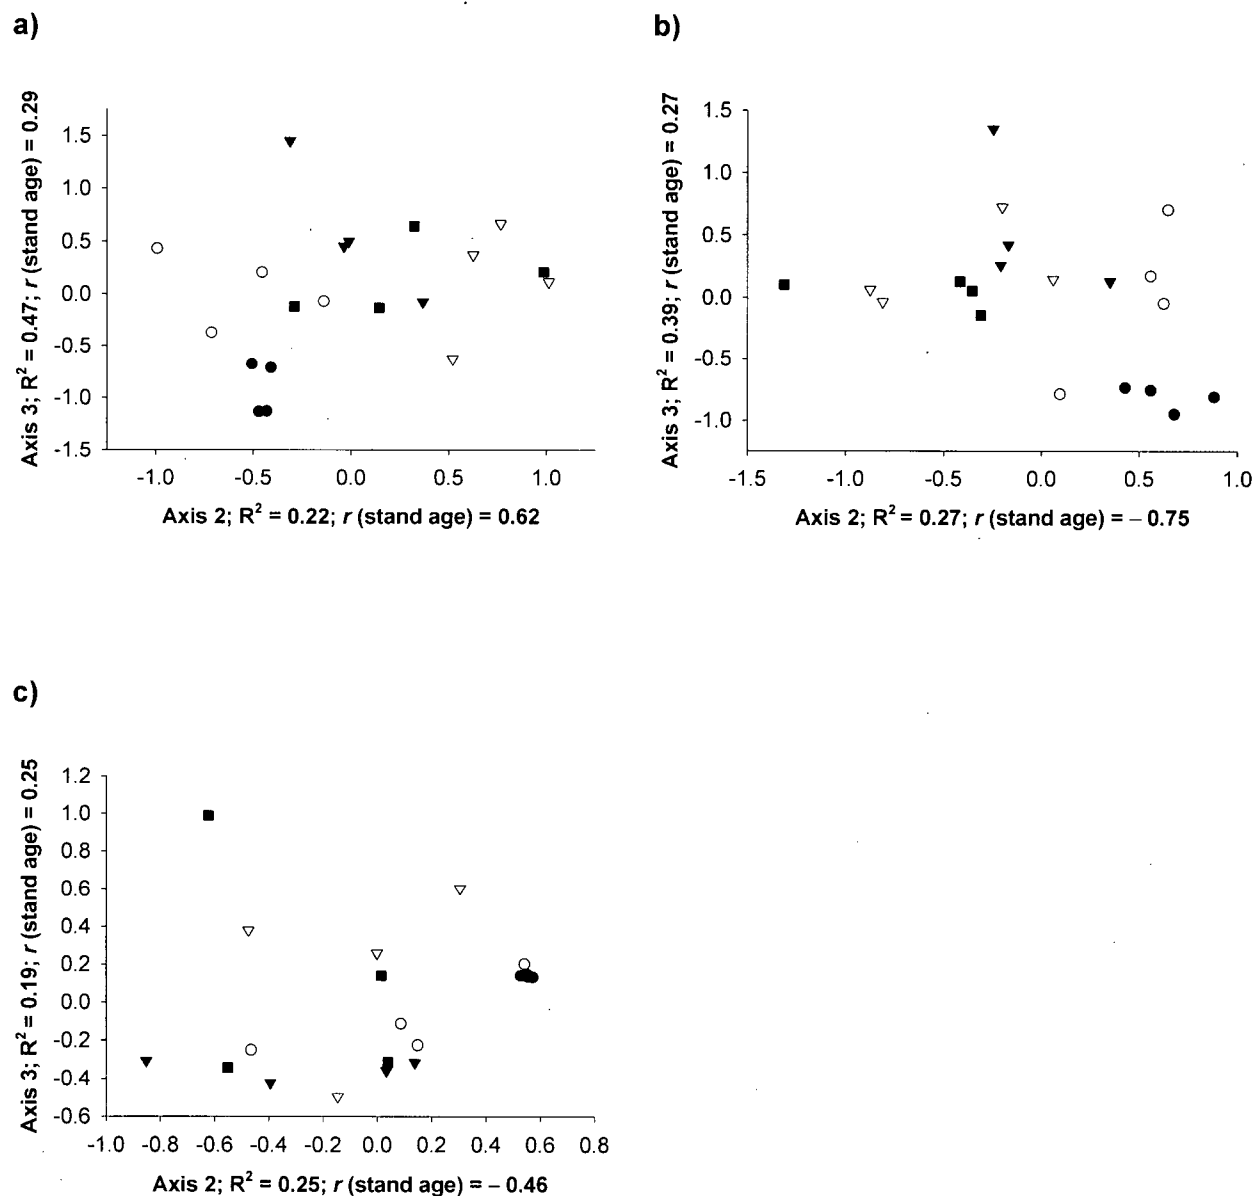 a)
Axis 3; R² = 0.47; r (stand age) = 0.29
1.5
1.0
0.5
0.0
-0.5
-1.0
-1.5
-1.0 -0.5 0.0 0.5 1.0
Axis 2; R² = 0.22; r (stand age) = 0.62
b)
Axis 3; R² = 0.39; r (stand age) = 0.27
1.5
1.0
0.5
0.0
-0.5
-1.0
-1.5 -1.0 -0.5 0.0 0.5 1.0
Axis 2; R² = 0.27; r (stand age) = – 0.75
c)
Axis 3; R² = 0.19; r (stand age) = 0.25
1.2
1.0
0.8
0.6
0.4
0.2
0.0
-0.2
-0.4
-0.6
-1.0 -0.8 -0.6 -0.4 -0.2 0.0 0.2 0.4 0.6 0.8
Axis 2; R² = 0.25; r (stand age) = – 0.46